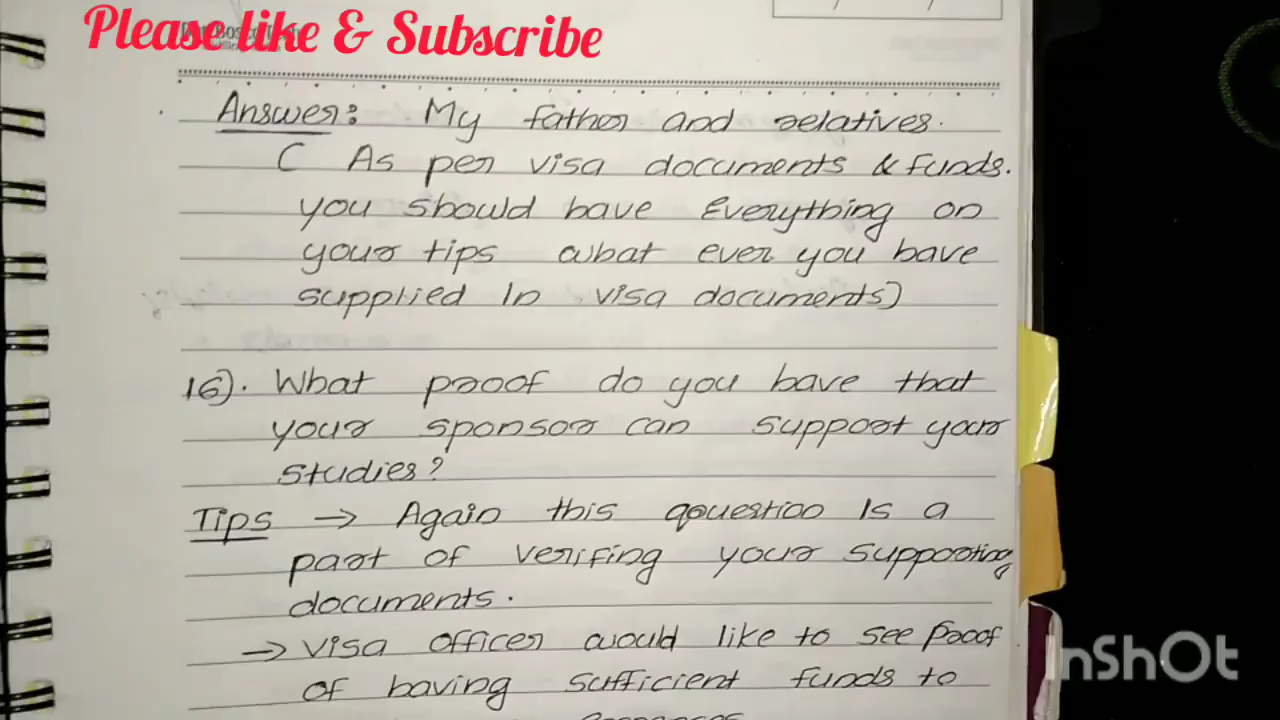 Please like & Subscribe
Answer: My father and relatives.
( As per visa documents & funds.
you should have Everything on
your tips what ever you have
supplied In visa documents)
16). What proof do you have that
your sponsor can support your
studies?
Tips → Again this question Is a
part of verifing your supporting
documents.
→ Visa officer would like to see proof
of having sufficient funds to
InShOt